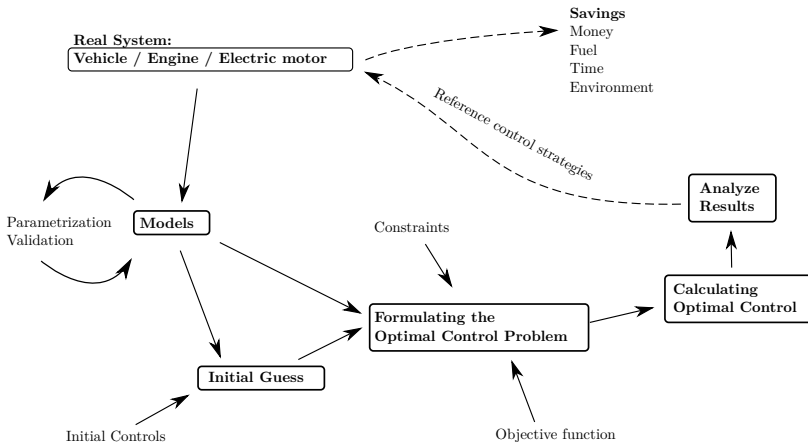 Real System:
Vehicle / Engine / Electric motor
Savings
Money
Fuel
Time
Environment
Reference control strategies
Analyze
Results
Parametrization
Validation
Models
Constraints
Calculating
Optimal Control
Formulating the
Optimal Control Problem
Initial Guess
Initial Controls
Objective function